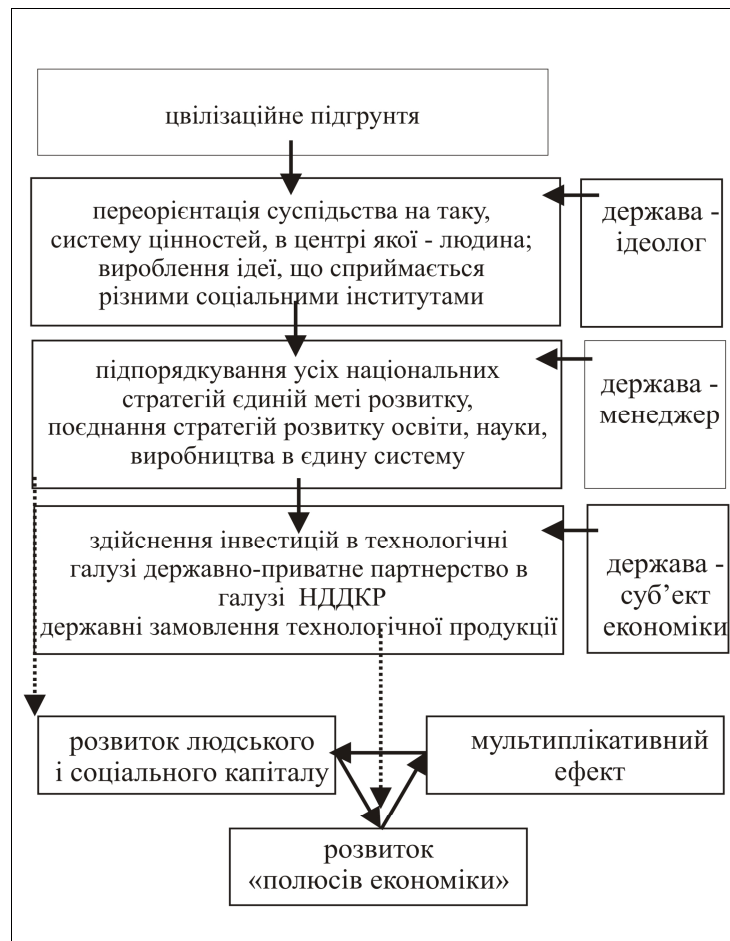 цвілізаційне підгрунтя
переорієнтація суспідьства на таку,
систему цінностей, в центрі якої - людина;
вироблення ідеї, що сприймається
різними соціальними інститутами
держава -
ідеолог
підпорядкування усіх національних
стратегій єдиній меті розвитку,
поєднання стратегій розвитку освіти, науки,
виробництва в єдину систему
держава -
менеджер
здійснення інвестицій в технологічні
галузі державно-приватне партнерство в
галузі НДДКР
державні замовлення технологічної продукції
держава -
суб’ект
економіки
розвиток людського
і соціального капіталу
мультиплікативний
ефект
розвиток
«полюсів економіки»